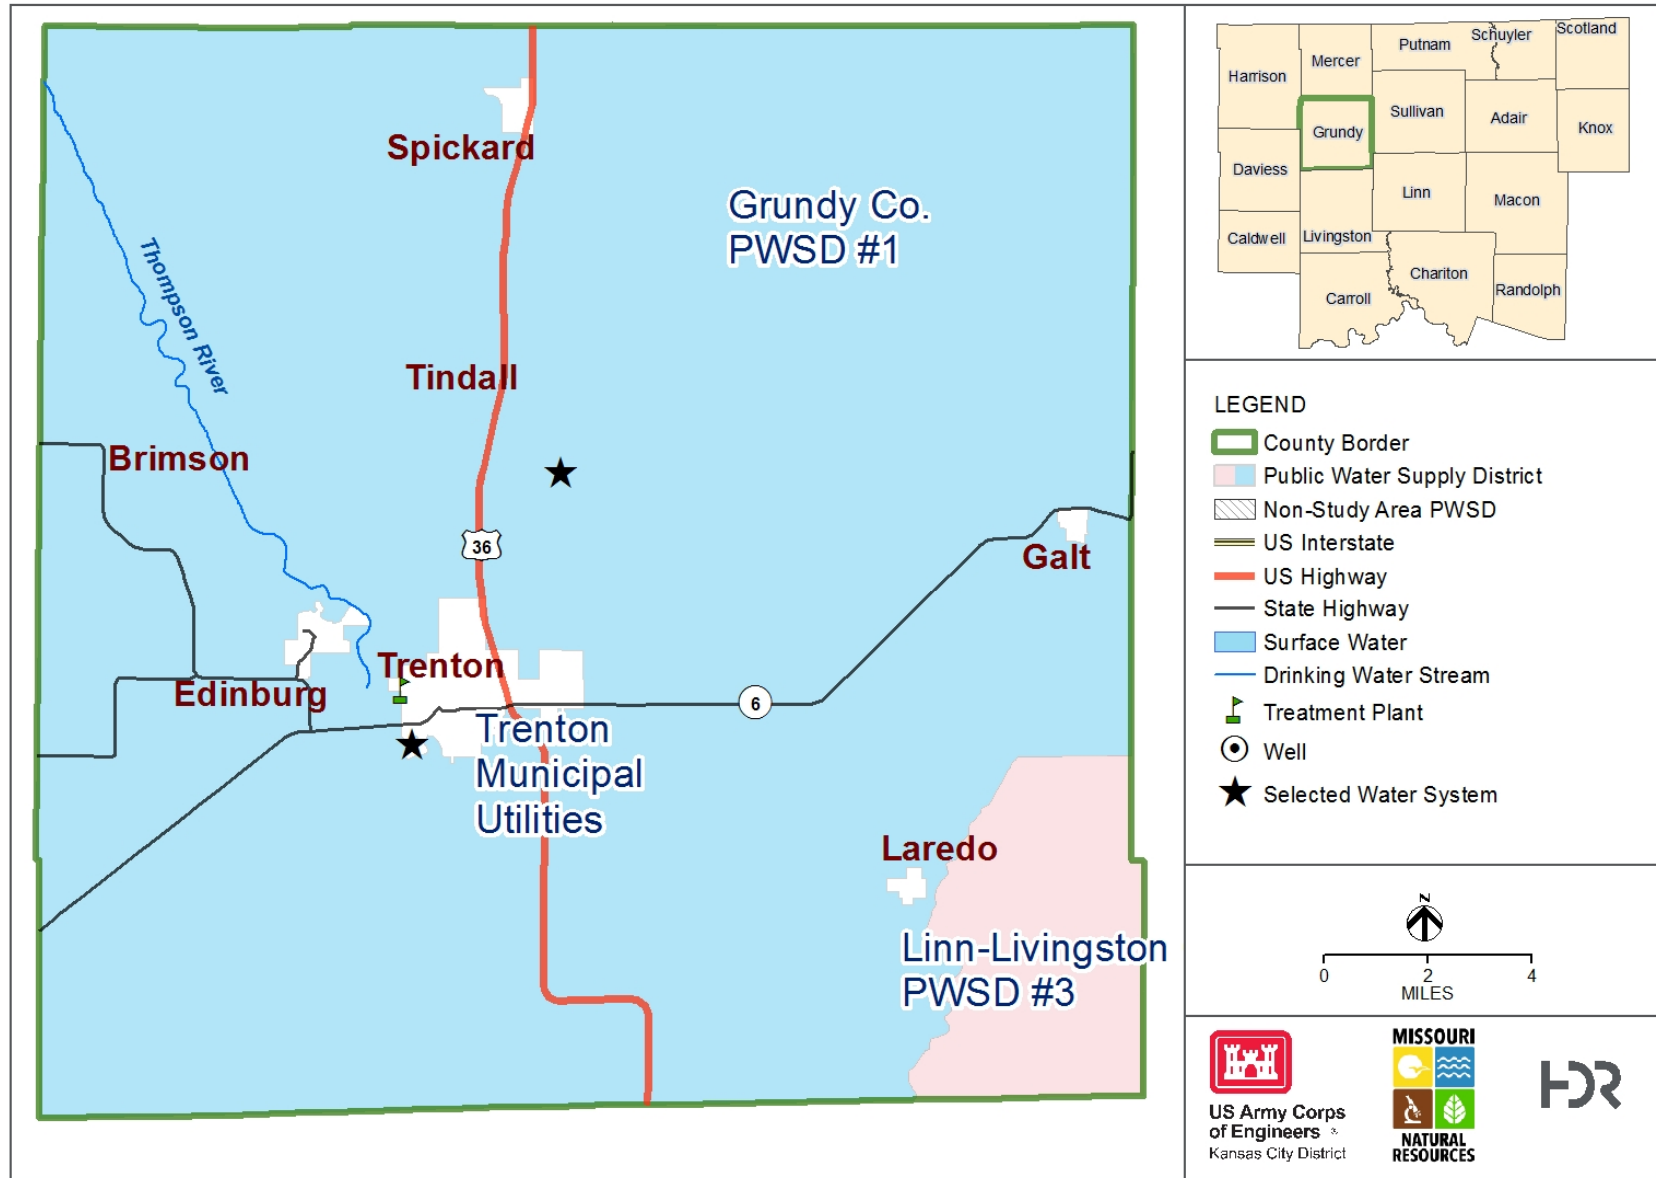 Spickard
Grundy Co.
PWSD #1
Thompson River
Tindall
Brimson
36
Galt
Trenton
Edinburg
6
Trenton
Municipal
Utilities
Laredo
Linn-Livingston
PWSD #3
Scotland
Schuyler
Putnam
Mercer
Harrison
Sullivan
Adair
Knox
Grundy
Daviess
Linn
Macon
Caldwell
Livingston
Chariton
Randolph
Carroll
LEGEND
County Border
Public Water Supply District
Non-Study Area PWSD
US Interstate
US Highway
State Highway
Surface Water
Drinking Water Stream
Treatment Plant
Well
Selected Water System
N
0 2 4
MILES
US Army Corps
of Engineers ®
Kansas City District
MISSOURI
NATURAL
RESOURCES
HDR